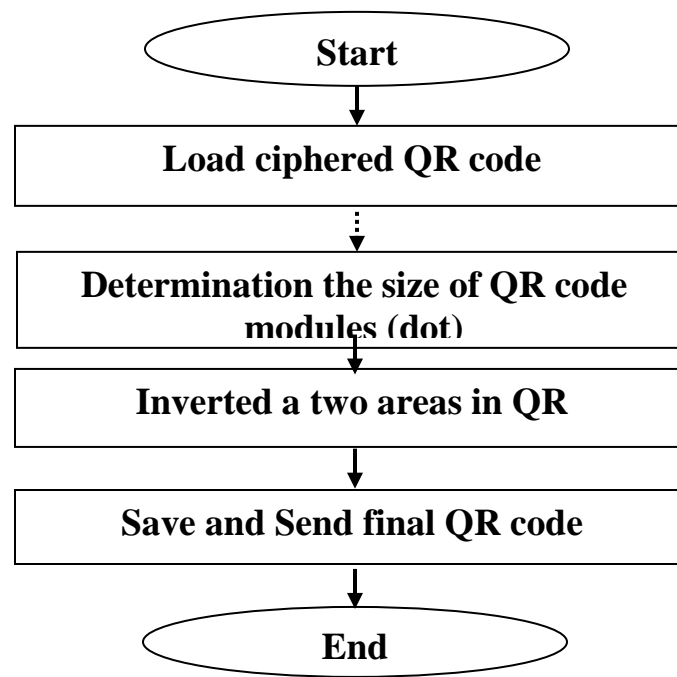 Start
Load ciphered QR code
Determination the size of QR code
modules (dot)
Inverted a two areas in QR
Save and Send final QR code
End